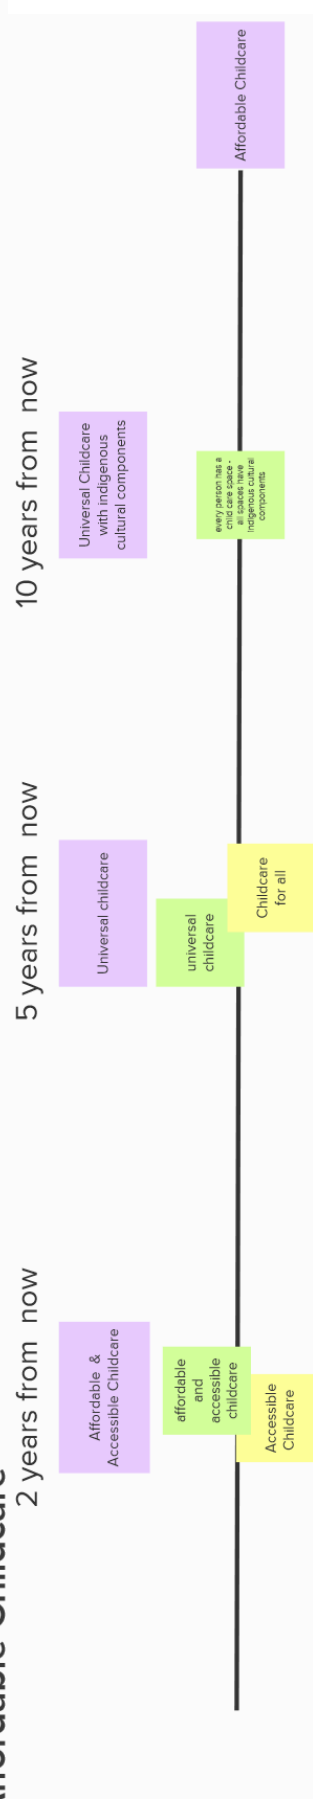 2 years from now
Affordable &
Accessible Childcare
affordable
and
accessible
childcare
Accessible
Childcare
5 years from now
Universal childcare
universal
childcare
Childcare
for all
10 years from now
Universal Childcare
with indigenous
cultural components
every person has a
child care space -
all spaces have
Indigenous cultural
components
Affordable Childcare